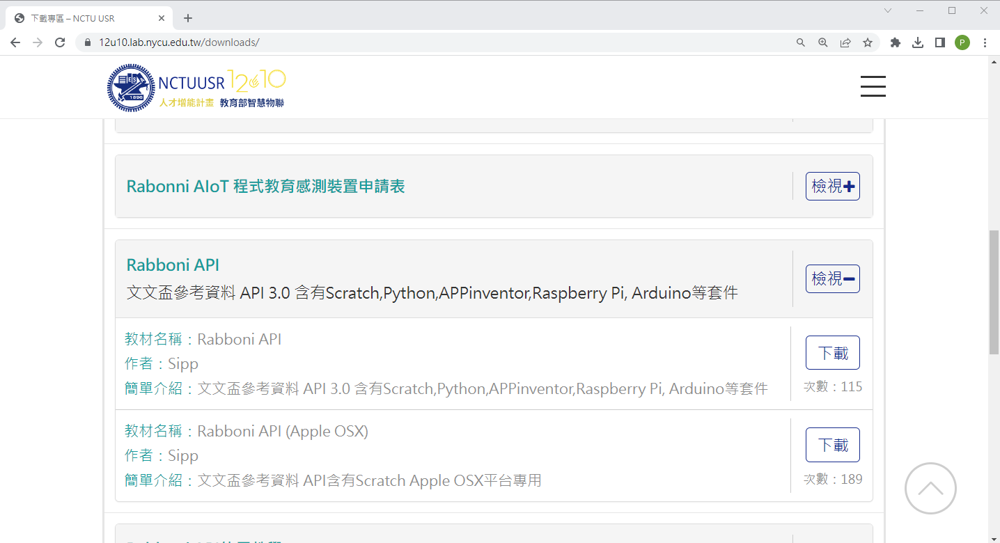 下載專區 – NCTU USR
12u10.lab.nycu.edu.tw/downloads/
P
1896
NCTUUSR 12u10
人才增能計畫 教育部智慧物聯
Rabonni AIoT 程式教育感測裝置申請表
檢視
Rabboni API
文文盃參考資料 API 3.0 含有Scratch,Python,APPinventor,Raspberry Pi, Arduino等套件
檢視
教材名稱：Rabboni API
作者：Sipp
簡單介紹：文文盃參考資料 API 3.0 含有Scratch,Python,APPinventor,Raspberry Pi, Arduino等套件
下載
次數：115
教材名稱：Rabboni API (Apple OSX)
作者：Sipp
簡單介紹：文文盃參考資料 API含有Scratch Apple OSX平台專用
下載
次數：189